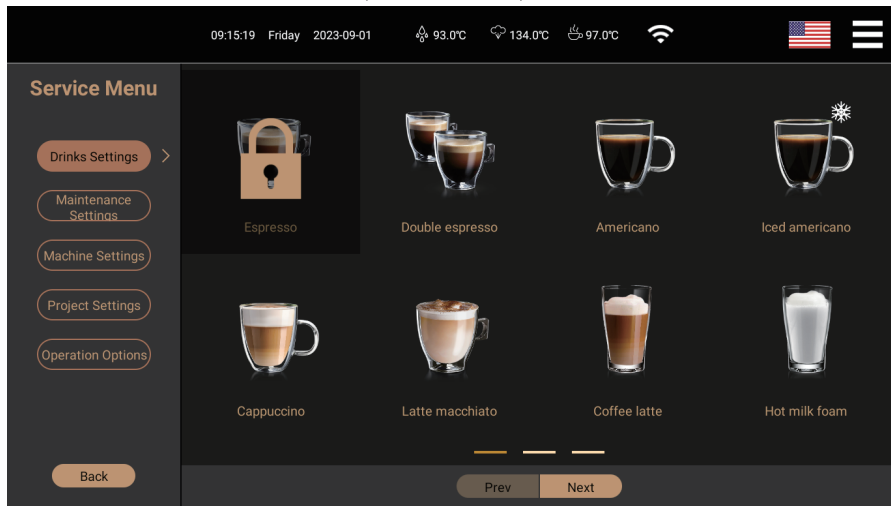 09:15:19 Friday 2023-09-01 93.0℃ 134.0℃ 97.0℃
Service Menu
Drinks Settings
Maintenance
Settings
Machine Settings
Project Settings
Operation Options
Back
Espresso
Double espresso
Americano
Iced americano
Cappuccino
Latte macchiato
Coffee latte
Hot milk foam
Prev
Next